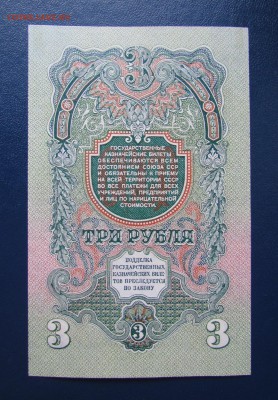 3
ГОСУДАРСТВЕННЫЕ
КАЗНАЧЕЙСКИЕ БИЛЕТЫ
ОБЕСПЕЧИВАЮТСЯ ВСЕМ
ДОСТОЯНИЕМ СОЮЗА ССР
И ОБЯЗАТЕЛЬНЫ К ПРИЕМУ
НА ВСЕЙ ТЕРРИТОРИИ СССР
ВО ВСЕ ПЛАТЕЖИ ДЛЯ ВСЕХ
УЧРЕЖДЕНИЙ, ПРЕДПРИЯТИЙ
И ЛИЦ ПО НАРИЦАТЕЛЬНОЙ
СТОИМОСТИ.
ТРИ РУБЛЯ
ПОДДЕЛКА
ГОСУДАРСТВЕННЫХ
КАЗНАЧЕЙСКИХ БИЛЕ
ТОВ ПРЕСЛЕДУЕТСЯ
ПО ЗАКОНУ
3 3 3